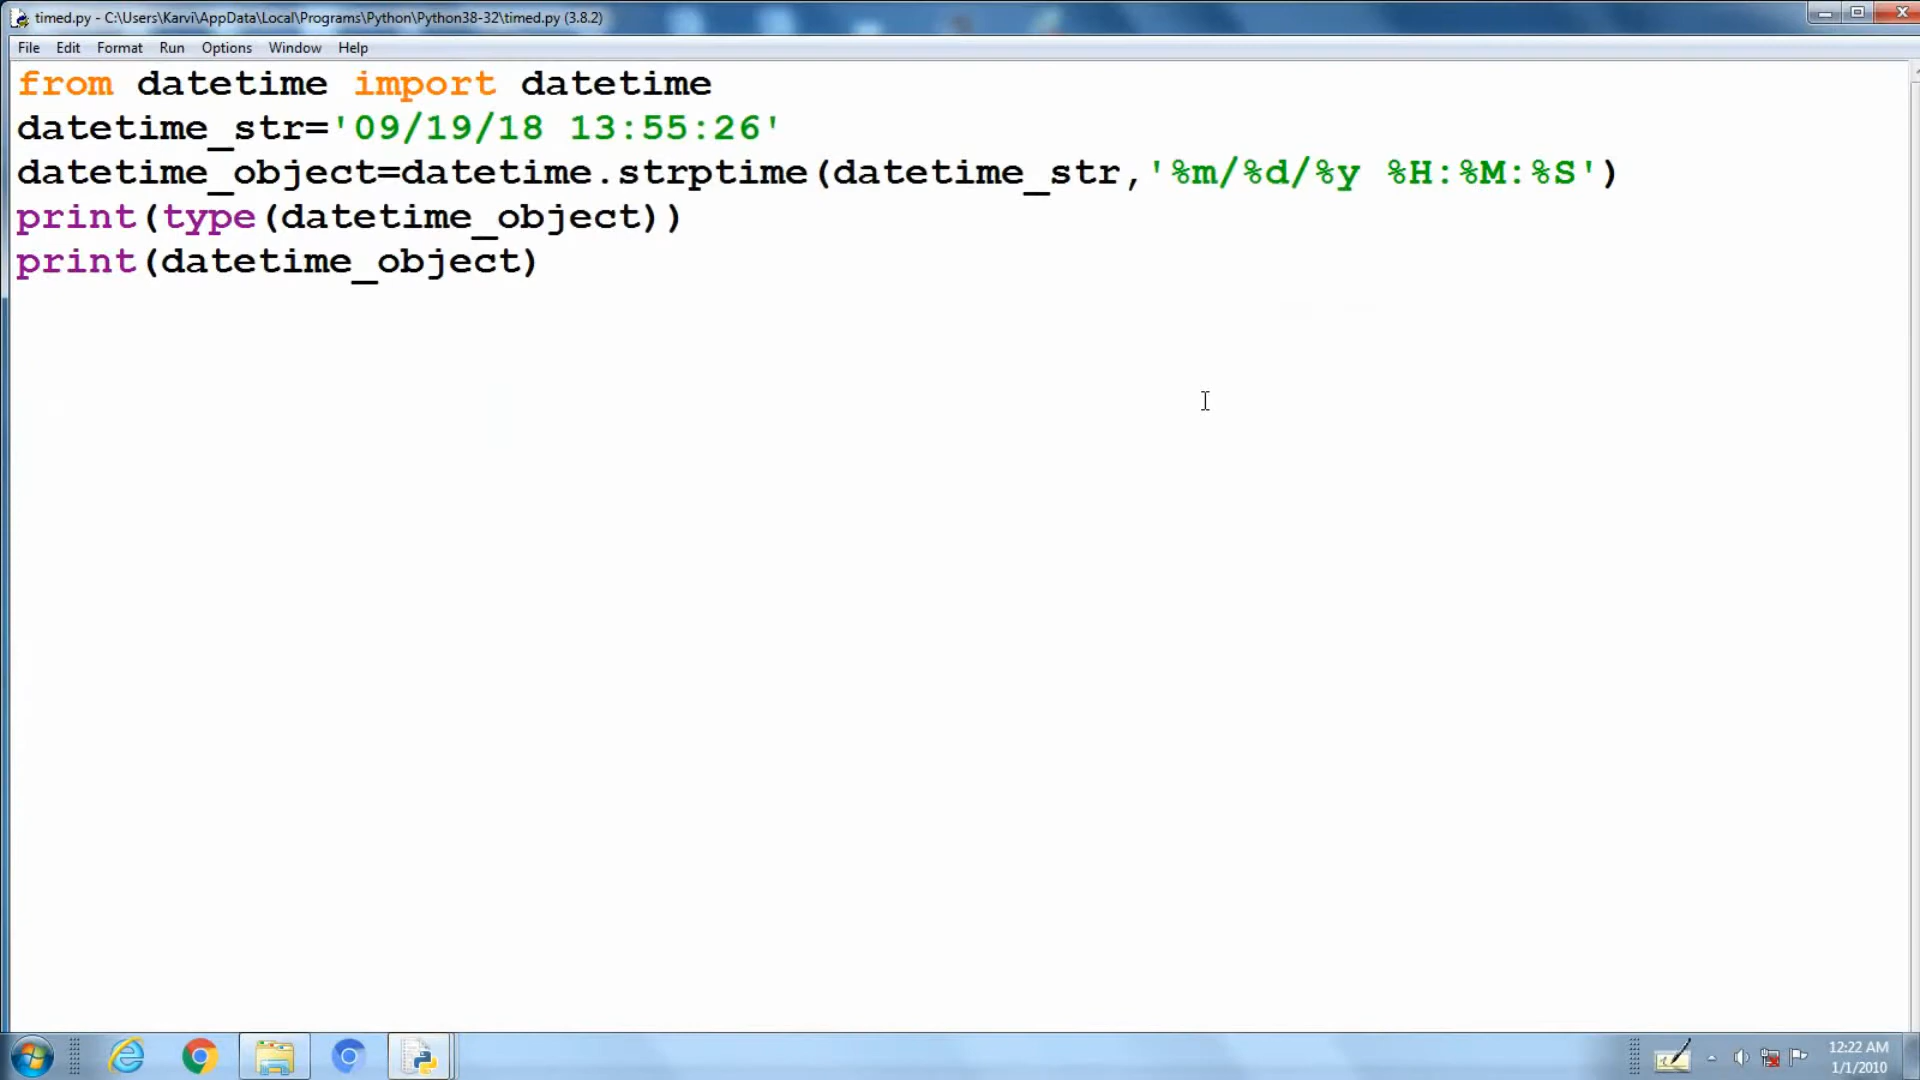 timed.py - C:\Users\Karvi\AppData\Local\Programs\Python\Python38-32\timed.py (3.8.2)
File Edit Format Run Options Window Help
from datetime import datetime
datetime_str='09/19/18 13:55:26'
datetime_object=datetime.strptime(datetime_str,'%m/%d/%y %H:%M:%S')
print(type(datetime_object))
print(datetime_object)
12:22 AM
1/1/2010